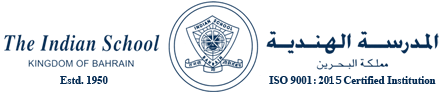 The Indian School
KINGDOM OF BAHRAIN
Estd. 1950
INDIAN SCHOOL
المدرسة الهندية
مملكة البحرين
ISO 9001: 2015 Certified Institution